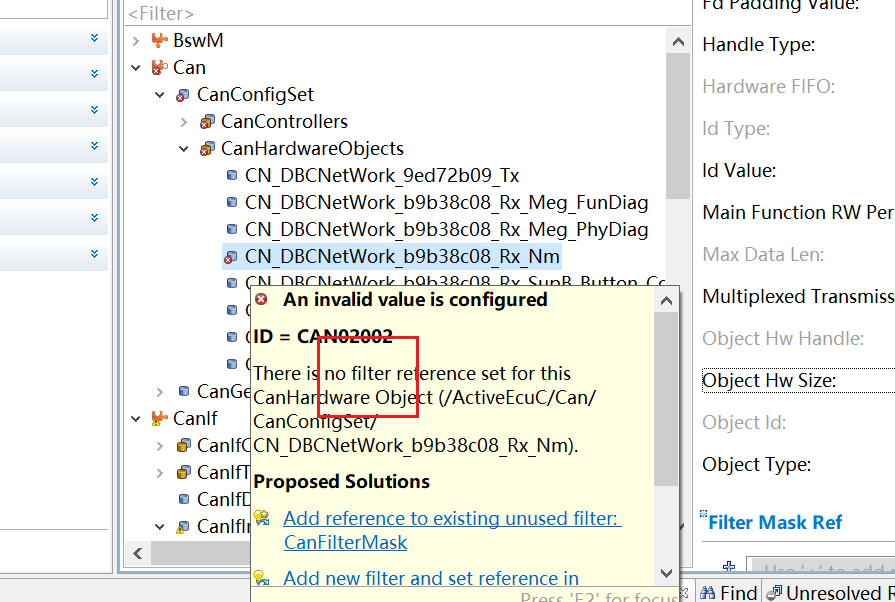 <Filter>
BswM
Can
CanConfigSet
CanControllers
CanHardwareObjects
CN_DBCNetWork_9ed72b09_Tx
CN_DBCNetWork_b9b38c08_Rx_Meg_FunDiag
CN_DBCNetWork_b9b38c08_Rx_Meg_PhyDiag
CN_DBCNetWork_b9b38c08_Rx_Nm
CN_DBCNetWork_b9b38c08_Rx_SupB_Button_Co
An invalid value is configured
ID = CAN02002
There is no filter reference set for this
CanHardware Object (/ActiveEcuC/Can/
CanConfigSet/
CN_DBCNetWork_b9b38c08_Rx_Nm).
Proposed Solutions
Add reference to existing unused filter:
CanFilterMask
Add new filter and set reference in
Press 'F2' for focus
CanGe
CanIf
CanIfC
CanIfT
CanIfD
CanIfIn
Fd Padding Value:
Handle Type:
Hardware FIFO:
Id Type:
Id Value:
Main Function RW Per
Max Data Len:
Multiplexed Transmiss
Object Hw Handle:
Object Hw Size:
Object Id:
Object Type:
Filter Mask Ref
Use '+' to add
Find
Unresolved R